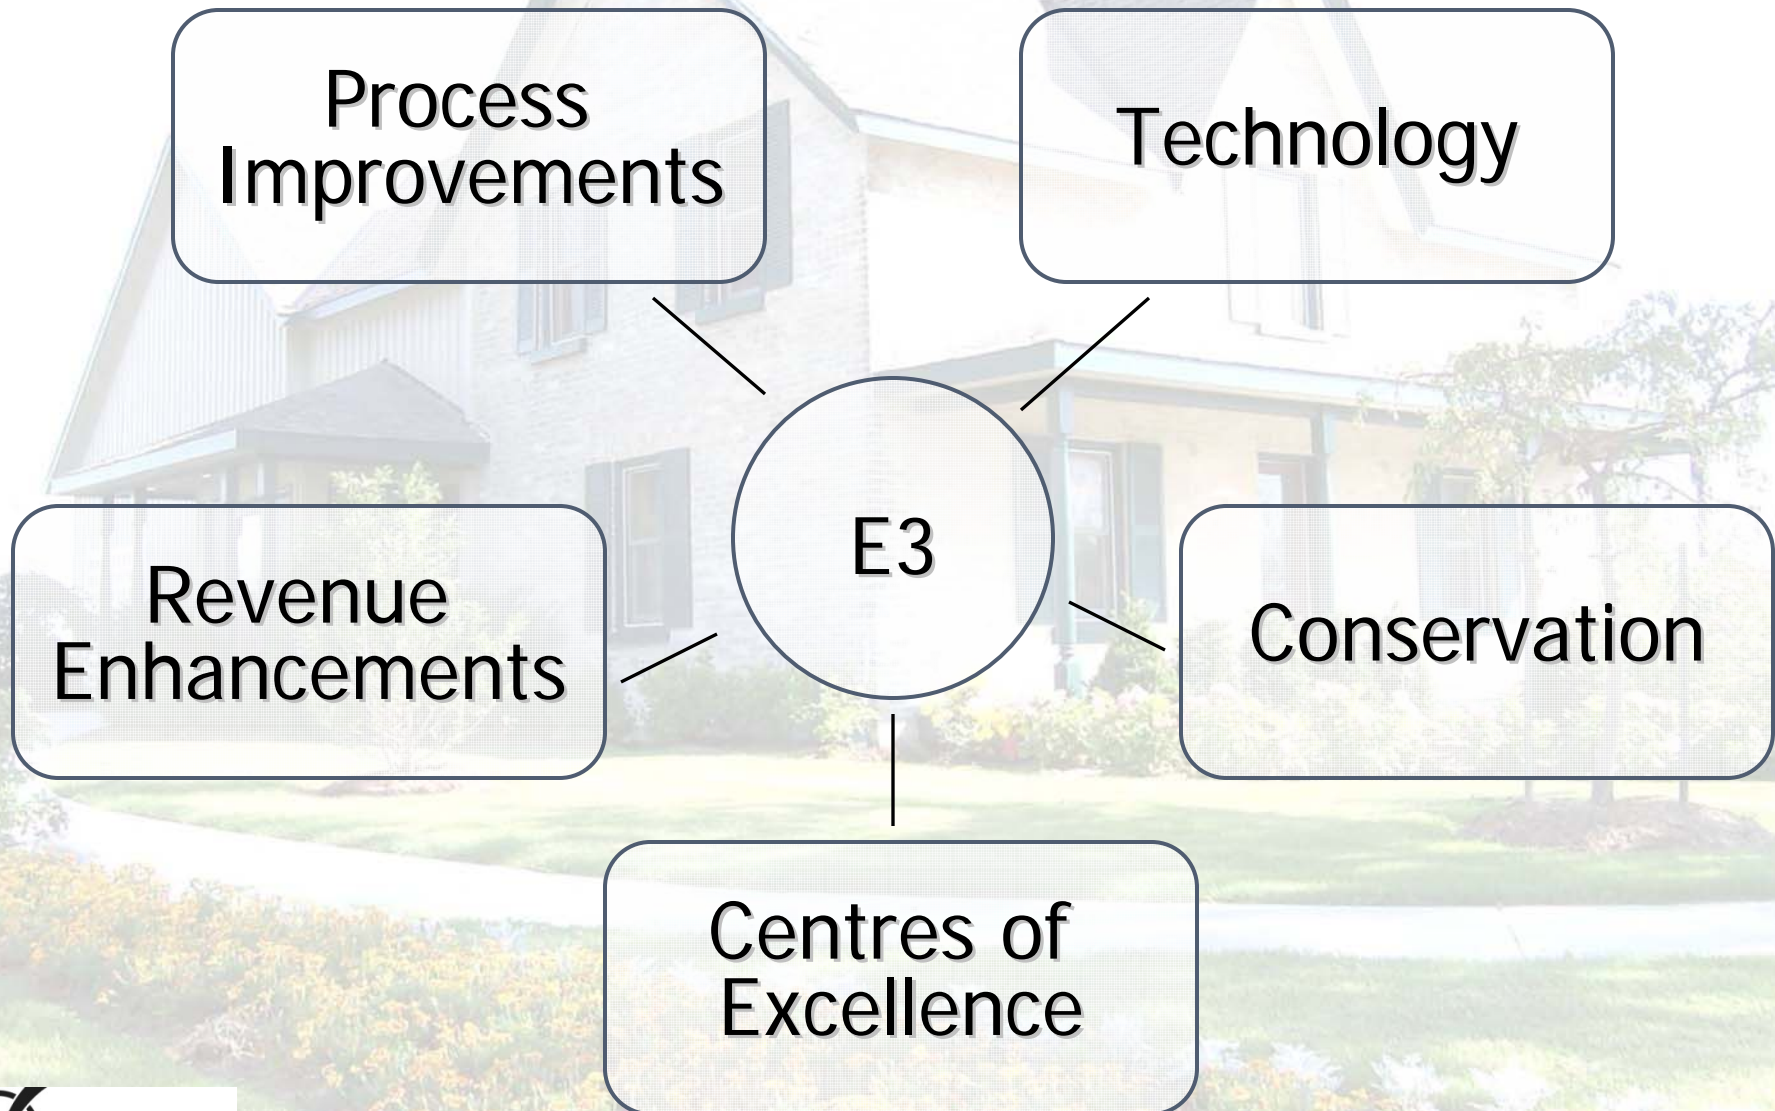 Process
Improvements
Technology
E3
Revenue
Enhancements
Conservation
Centres of
Excellence